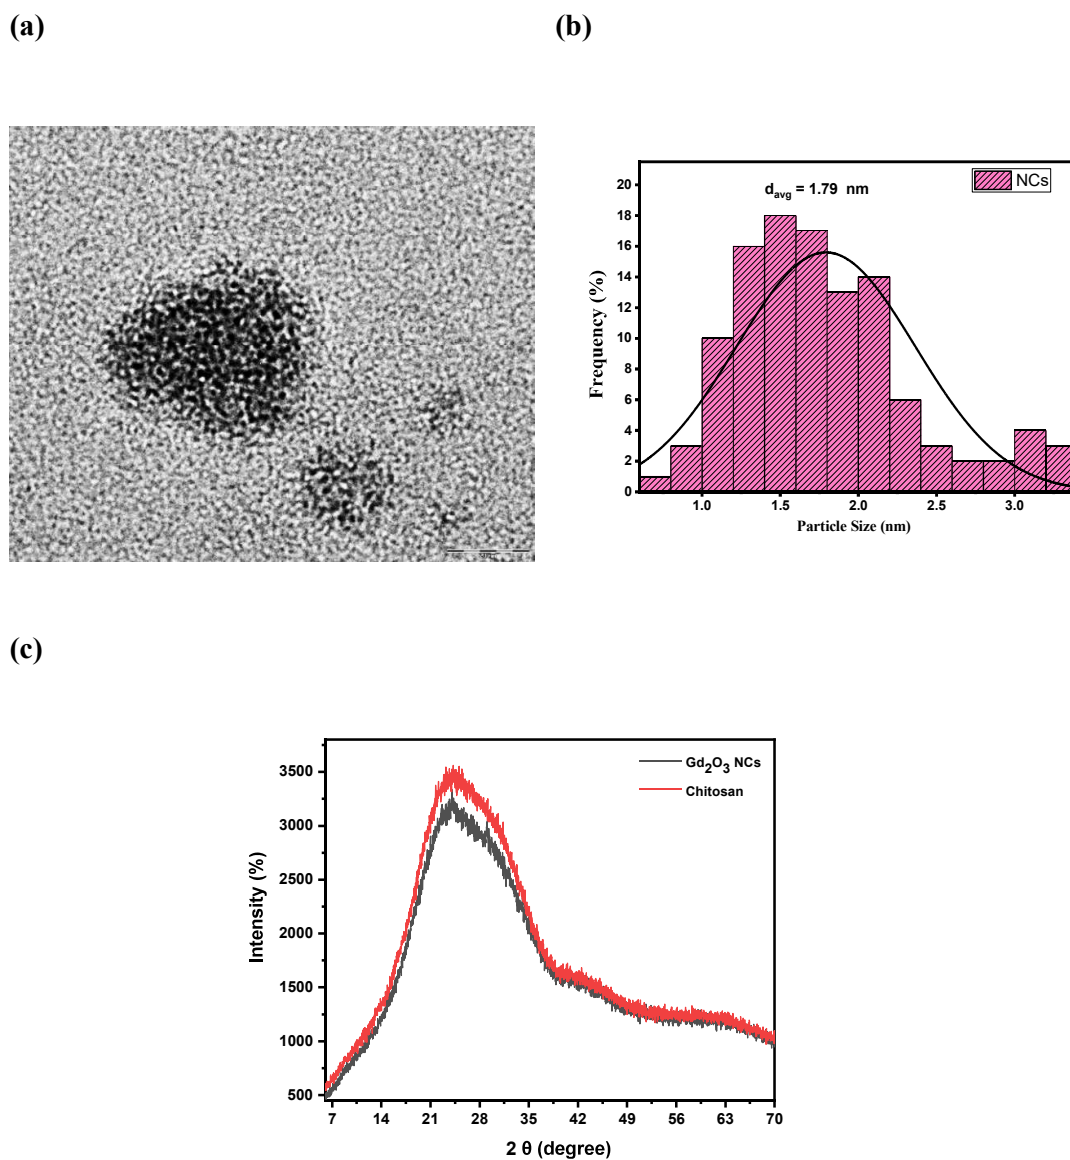 (a)
(b)
20
18
16
14
12
10
8
6
4
2
0
Frequency (%)
d_avg = 1.79 nm
NCs
1.0 1.5 2.0 2.5 3.0
Particle Size (nm)
(c)
3500
3000
2500
2000
1500
1000
500
Intensity (%)
Gd₂O₃ NCs
Chitosan
7 14 21 28 35 42 49 56 63 70
2 θ (degree)